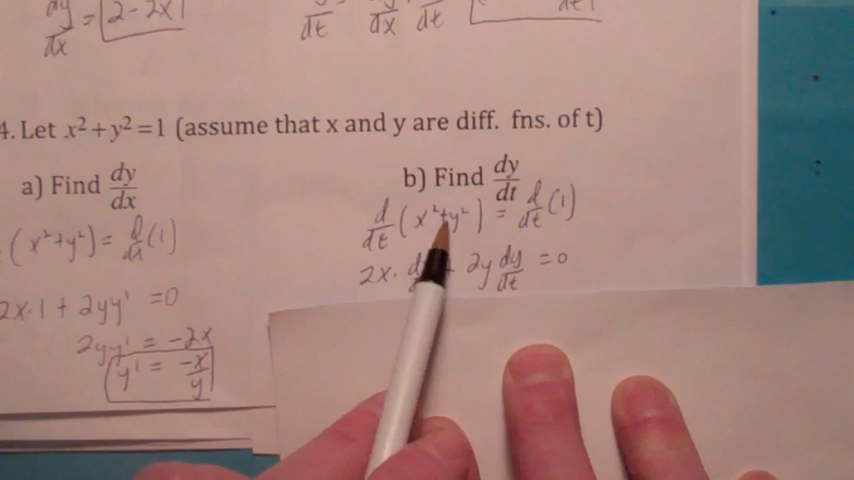 dy/dx = 2-2x
dt dx dt
4. Let x²+y²=1 (assume that x and y are diff. fns. of t)
a) Find dy/dx
(x²+y²) = d/dx (1)
2x·1 + 2yy' = 0
2yy' = -2x
y' = -x/y
b) Find dy/dt
d/dt (x²+y²) = d/dt (1)
2x· 2y dy/dt = 0